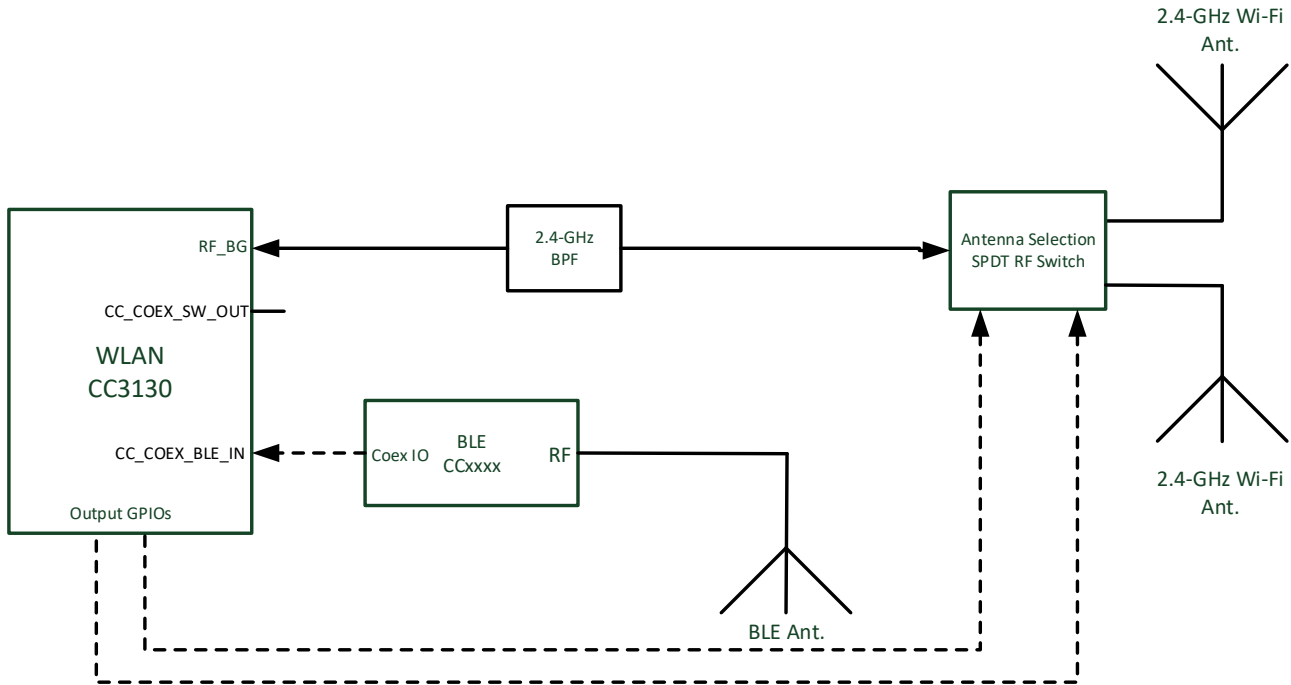 2.4-GHz Wi-Fi
Ant.
RF_BG
2.4-GHz
BPF
Antenna Selection
SPDT RF Switch
CC_COEX_SW_OUT
WLAN
CC3130
CC_COEX_BLE_IN
Output GPIOs
Coex IO
BLE
CCxxxx
RF
BLE Ant.
2.4-GHz Wi-Fi
Ant.